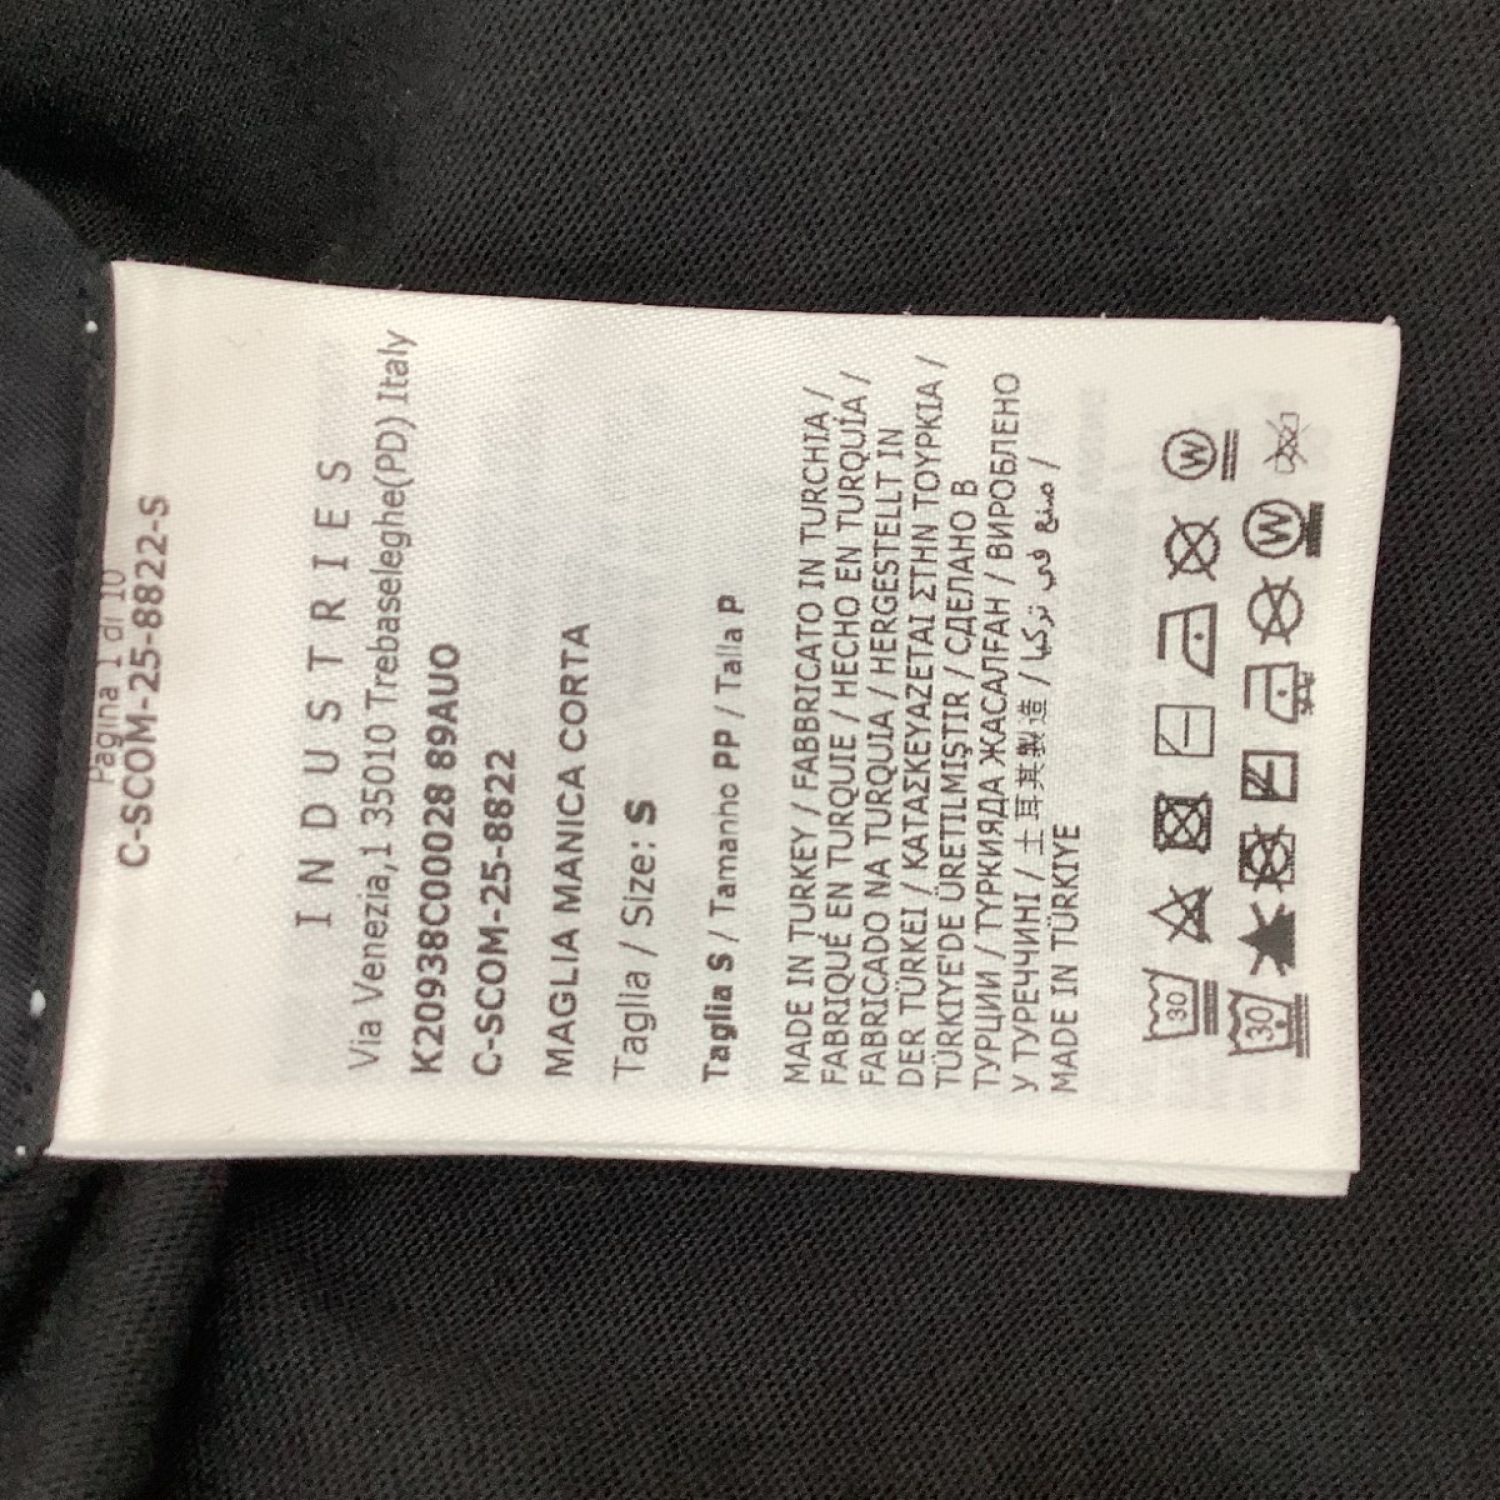 Pagina 1 di 10
C-SCOM-25-8822-S
INDUSTRIES
Via Venezia,1 35010 Trebaseleghe(PD) Italy
K20938C00028 89AUO
C-SCOM-25-8822
MAGLIA MANICA CORTA
Taglia / Size: S
Taglia S / Tamanho PP / Talla P
MADE IN TURKEY / FABBRICATO IN TURCHIA /
FABRIQUÉ EN TURQUIE / HECHO EN TURQUÍA /
FABRICADO NA TURQUIA / HERGESTELLT IN
DER TÜRKEI / ΚΑΤΑΣΚΕΥΑΖΕΤΑΙ ΣΤΗΝ ΤΟΥΡΚΙΑ /
TÜRKIYE'DE ÜRETILMIŞTIR / СДЕЛАНО В
ТУРЦИИ / ТҮРКИЯДА ЖАСАЛҒАН / ВИРОБЛЕНО
У ТУРЕЧЧИНІ / 土耳其製造 / صنع في تركيا /
MADE IN TÜRKIYE
30 W
30 W